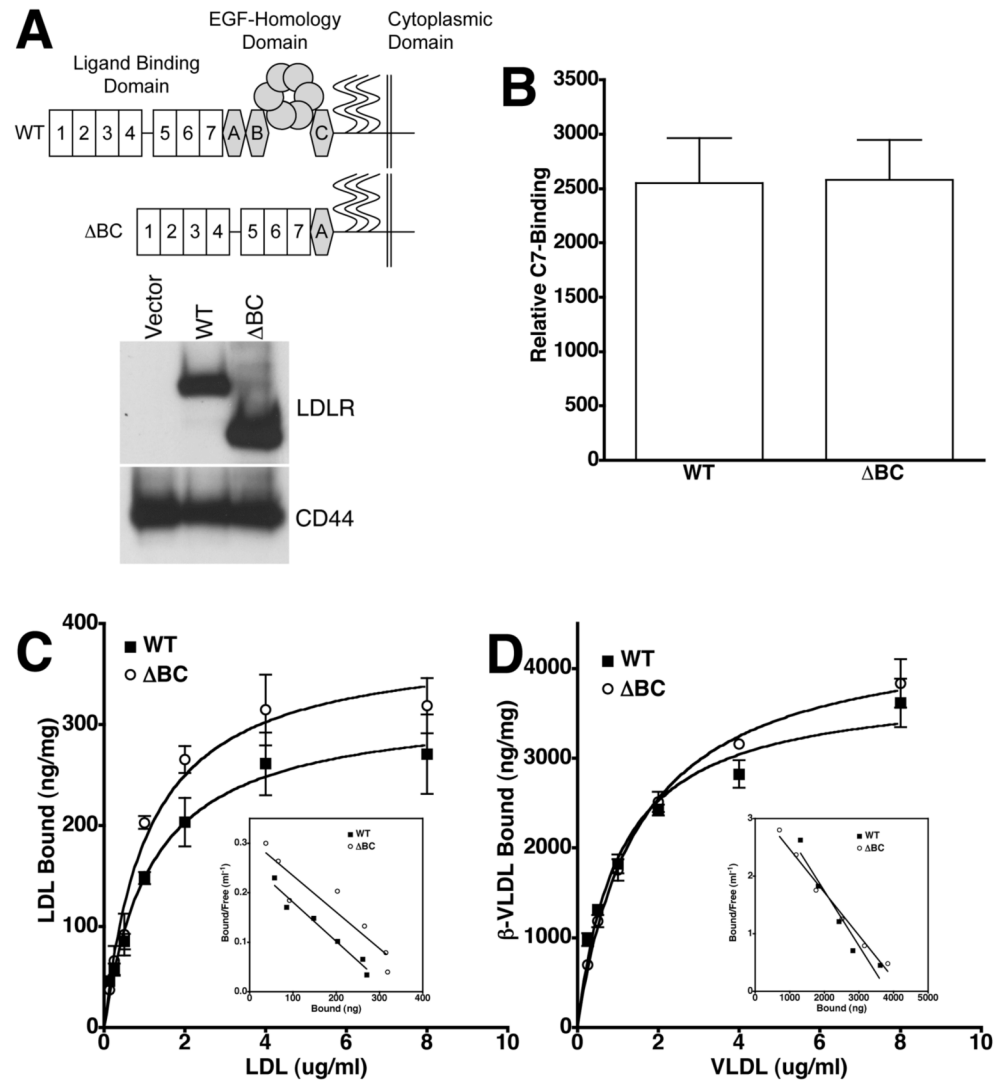 A
EGF-Homology
Domain
Cytoplasmic
Domain
Ligand Binding
Domain
WT 1 2 3 4 5 6 7 A B C
ΔBC 1 2 3 4 5 6 7 A
Vector WT ΔBC
LDLR
CD44
B
Relative C7-Binding
3500
3000
2500
2000
1500
1000
500
0
WT ΔBC
C
LDL Bound (ng/mg)
400
300
200
100
0
WT
ΔBC
Bound/Free (ml-1)
0.3
0.2
0.1
0.0
WT
ΔBC
0 100 200 300 400
Bound (ng)
0 2 4 6 8 10
LDL (ug/ml)
D
β-VLDL Bound (ng/mg)
4000
3000
2000
1000
0
WT
ΔBC
Bound/Free (ml-1)
3
2
1
0
WT
ΔBC
0 1000 2000 3000 4000 5000
Bound (ng)
0 2 4 6 8 10
VLDL (ug/ml)